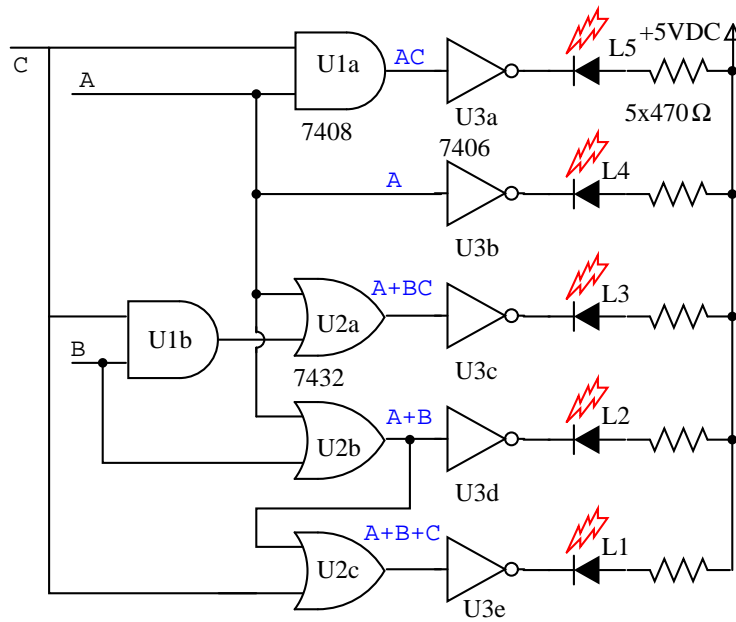 C
A
U1a
AC
U3a
L5
+5VDC
7408
7406
5x470Ω
A
U3b
L4
B
U1b
U2a
A+BC
U3c
L3
7432
U2b
A+B
U3d
L2
U2c
A+B+C
U3e
L1